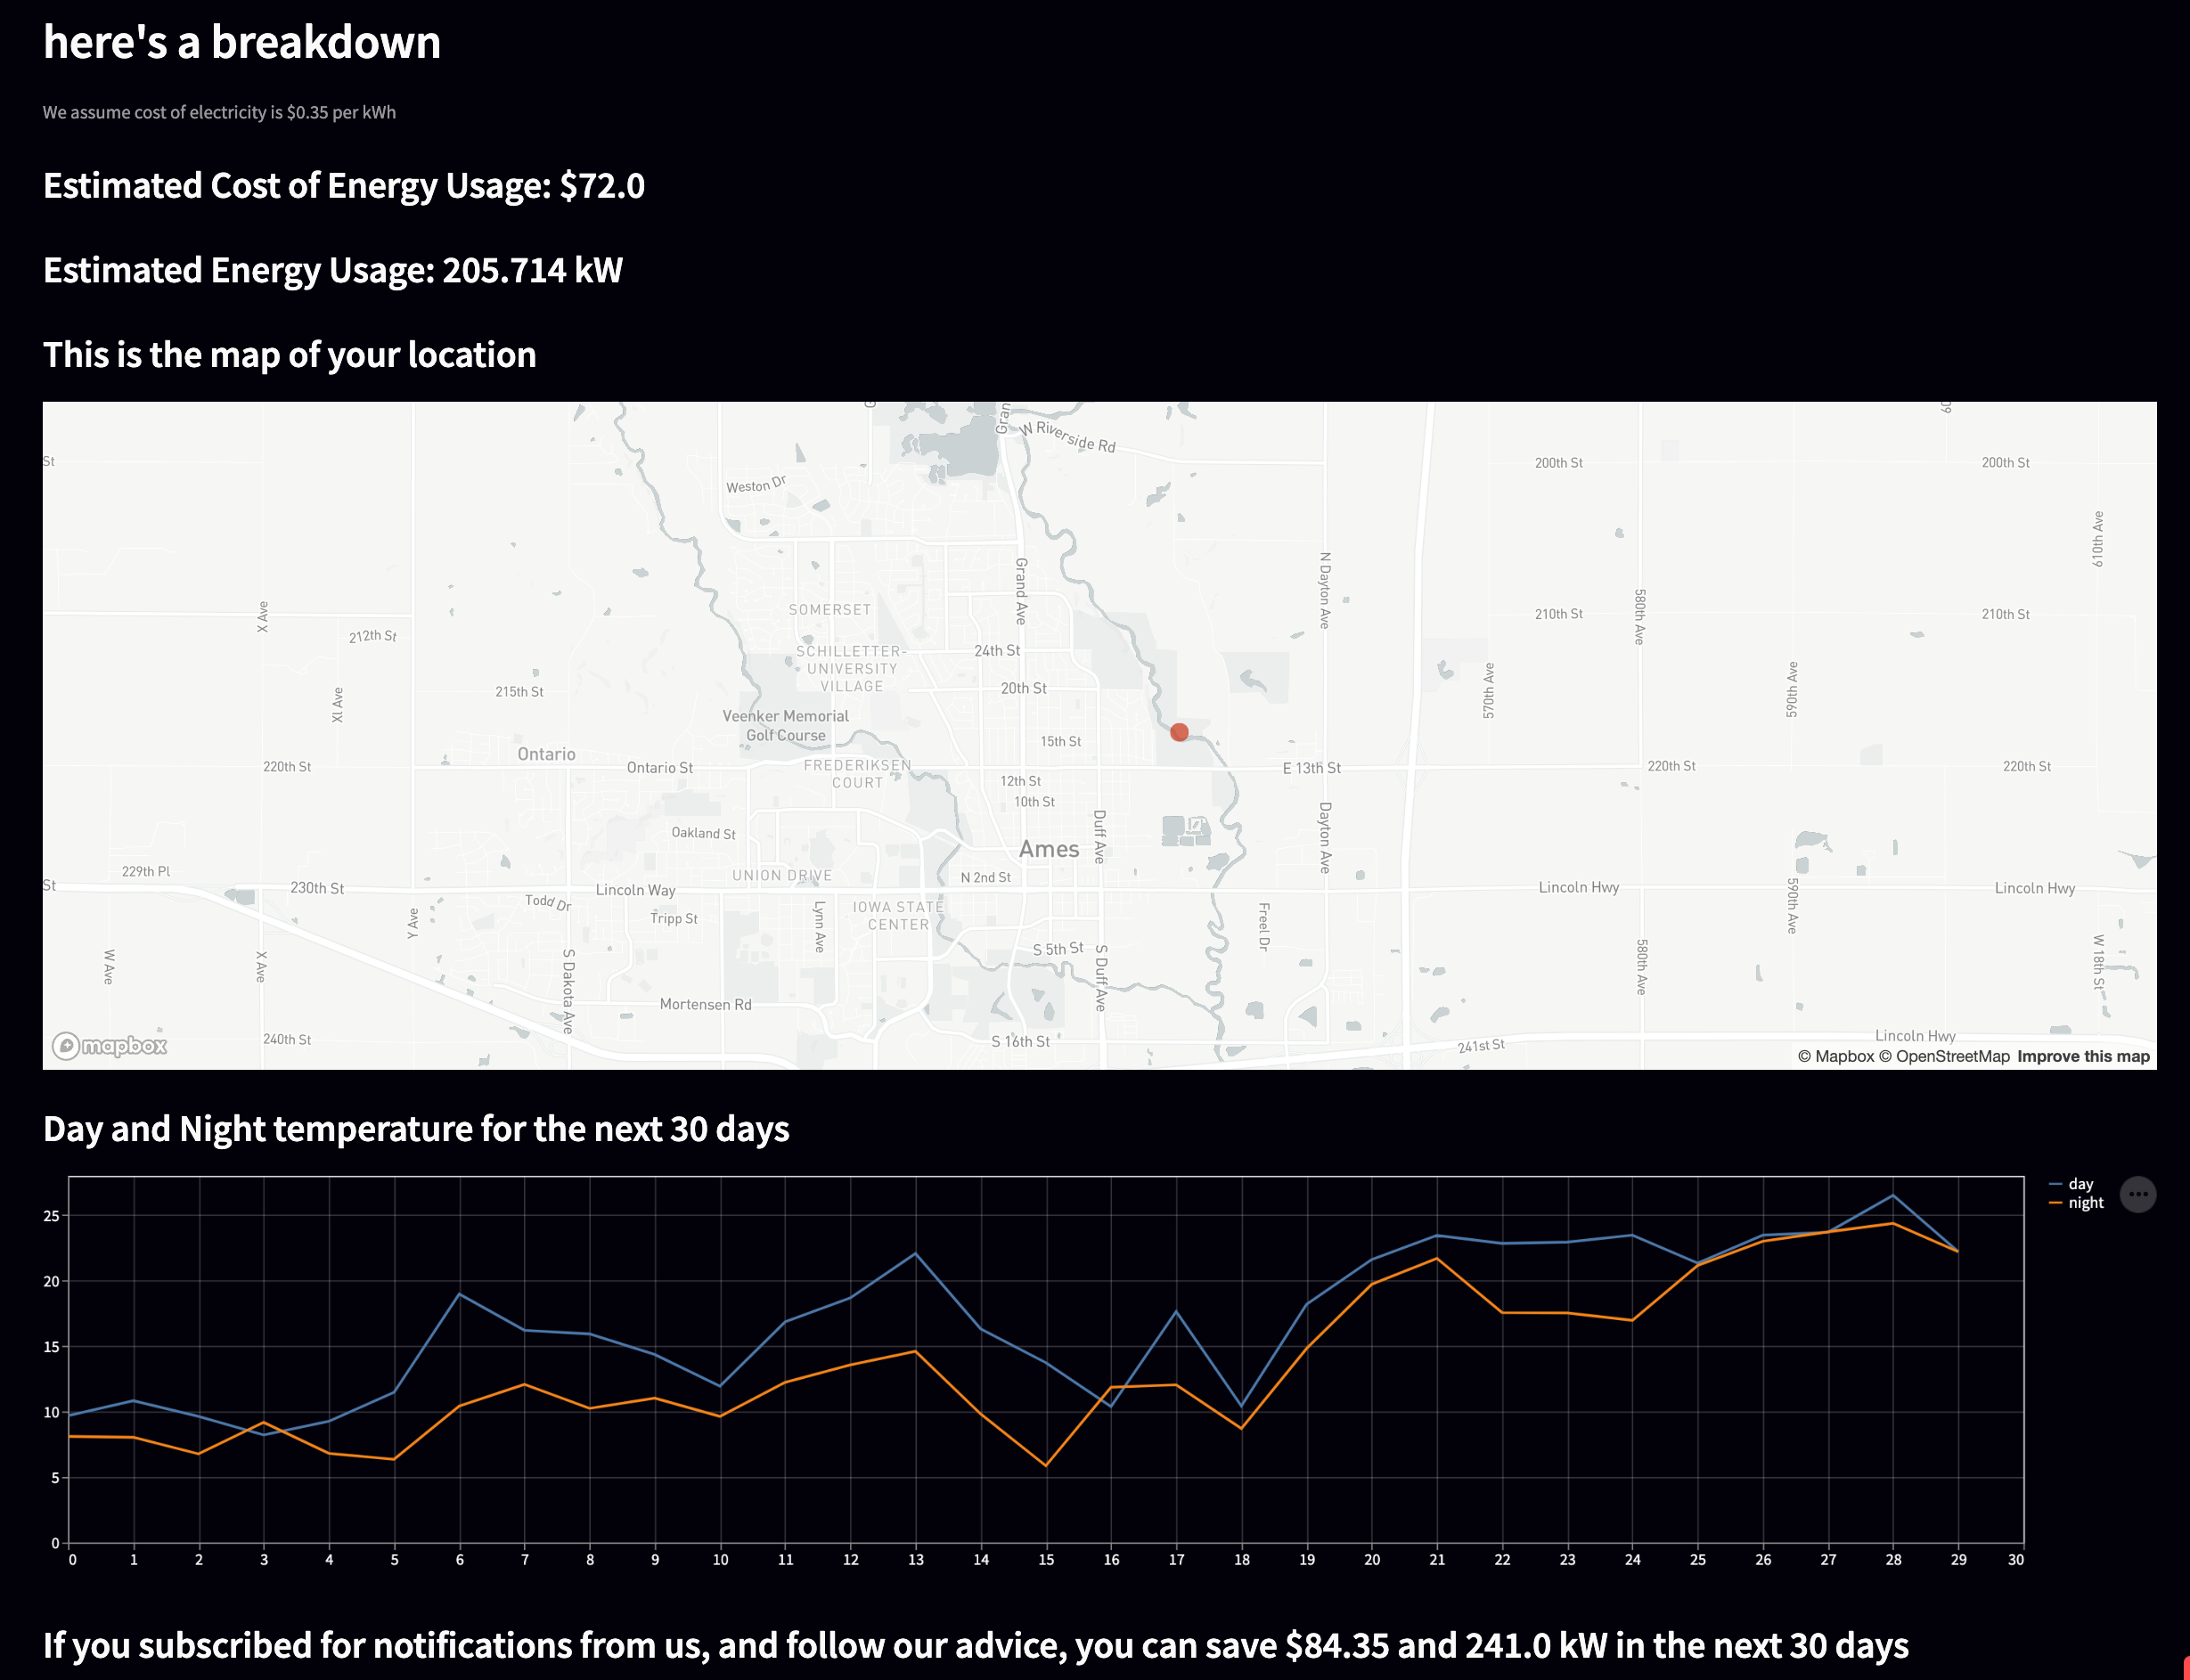 here's a breakdown
We assume cost of electricity is $0.35 per kWh
Estimated Cost of Energy Usage: $72.0
Estimated Energy Usage: 205.714 kW
This is the map of your location
W Riverside Rd
St
200th St
200th St
Weston Dr
610th Ave
N Dayton Ave
Grand Ave
580th Ave
X Ave
SOMERSET
210th St
210th St
212th St
SCHILLETTER-
UNIVERSITY
VILLAGE
24th St
20th St
215th St
XI Ave
570th Ave
590th Ave
Veenker Memorial
Golf Course
15th St
Ontario
220th St
Ontario St
FREDERIKSEN
COURT
E 13th St
220th St
220th St
12th St
10th St
Oakland St
Duff Ave
Dayton Ave
Ames
229th Pl
UNION DRIVE
N 2nd St
St
230th St
Lincoln Way
Lincoln Hwy
Lincoln Hwy
Todd Dr
Tripp St
Lynn Ave
IOWA STATE
CENTER
Freel Dr
590th Ave
Y Ave
S 5th St
W Ave
X Ave
S Dakota Ave
S Duff Ave
580th Ave
W 18th St
Mortensen Rd
240th St
S 16th St
241st St
Lincoln Hwy
mapbox
© Mapbox © OpenStreetMap Improve this map
Day and Night temperature for the next 30 days
day
night
25
20
15
10
5
0
0 1 2 3 4 5 6 7 8 9 10 11 12 13 14 15 16 17 18 19 20 21 22 23 24 25 26 27 28 29 30
If you subscribed for notifications from us, and follow our advice, you can save $84.35 and 241.0 kW in the next 30 days